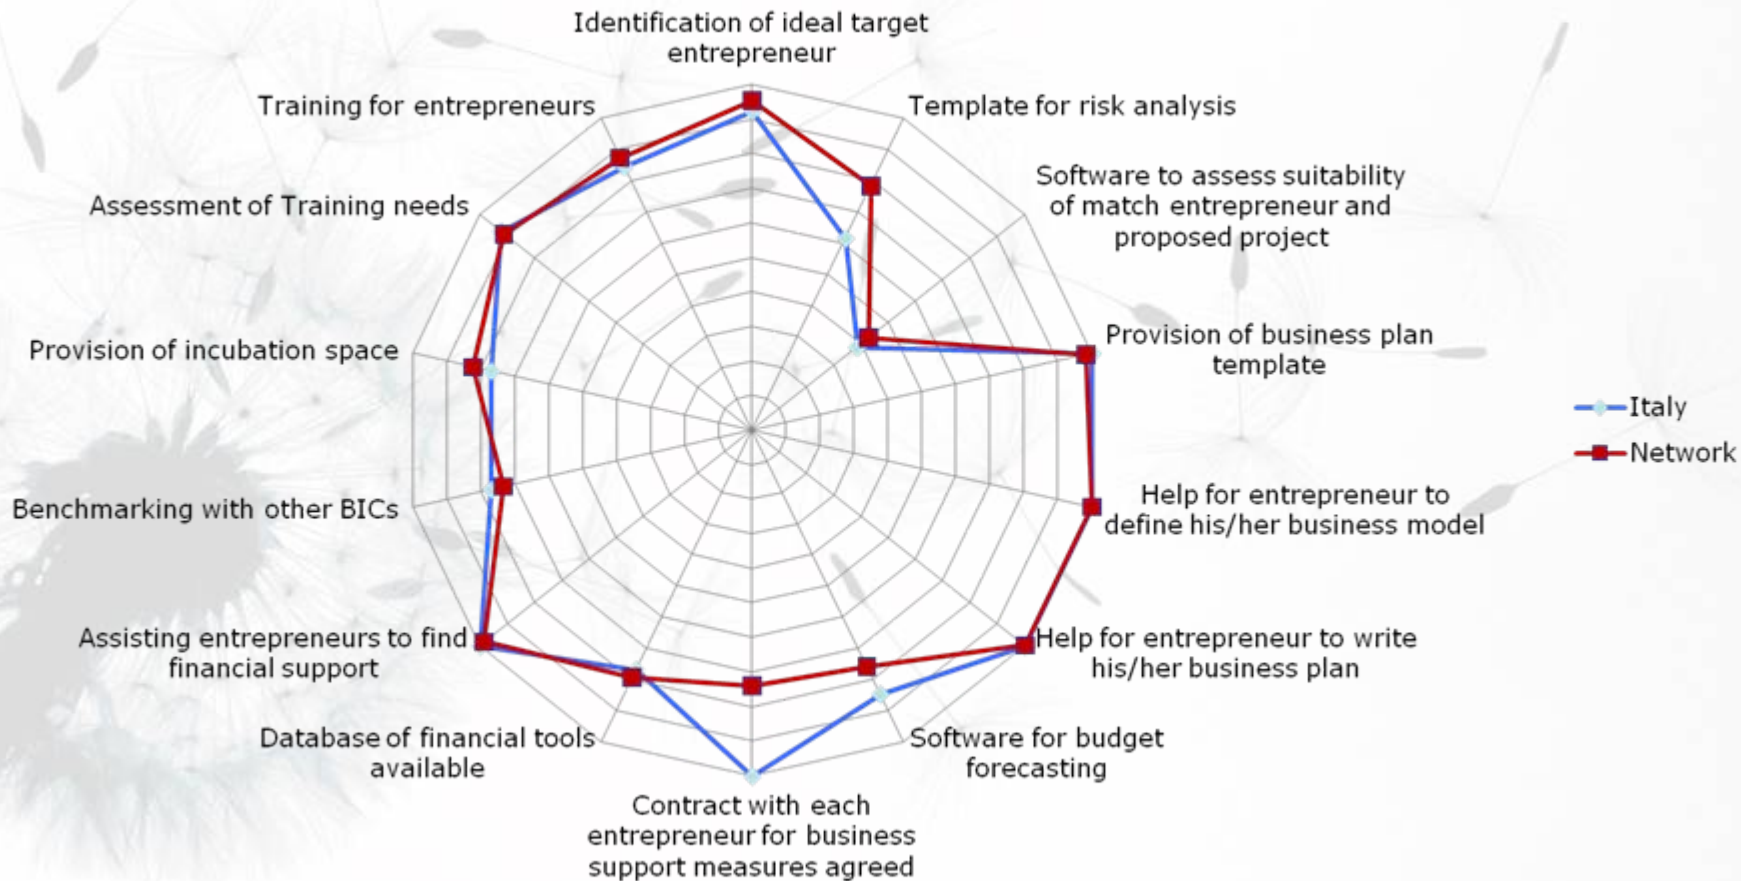 Identification of ideal target
entrepreneur
Template for risk analysis
Software to assess suitability
of match entrepreneur and
proposed project
Provision of business plan
template
Help for entrepreneur to
define his/her business model
Help for entrepreneur to write
his/her business plan
Software for budget
forecasting
Contract with each
entrepreneur for business
support measures agreed
Database of financial tools
available
Assisting entrepreneurs to find
financial support
Benchmarking with other BICs
Provision of incubation space
Assessment of Training needs
Training for entrepreneurs
Italy
Network